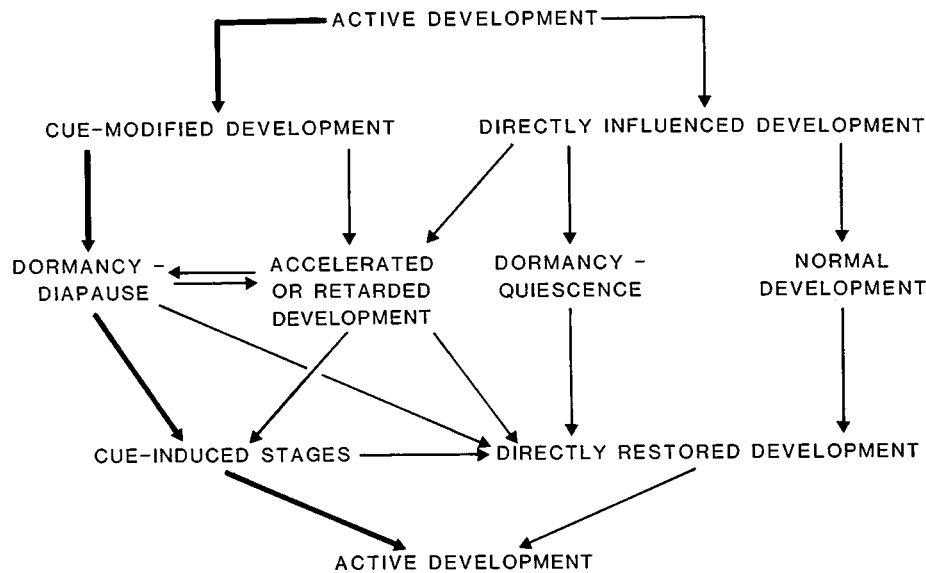 ACTIVE DEVELOPMENT
CUE-MODIFIED DEVELOPMENT
DIRECTLY INFLUENCED DEVELOPMENT
DORMANCY -
DIAPAUSE
ACCELERATED
OR RETARDED
DEVELOPMENT
DORMANCY -
QUIESCENCE
NORMAL
DEVELOPMENT
CUE-INDUCED STAGES
DIRECTLY RESTORED DEVELOPMENT
ACTIVE DEVELOPMENT